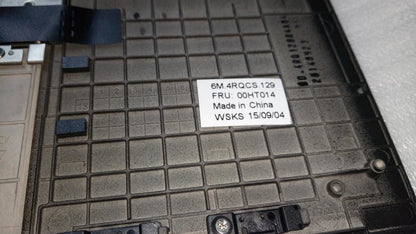 6M.4RQCS.129
FRU: 00HT014
Made in China
WSKS 15/09/04